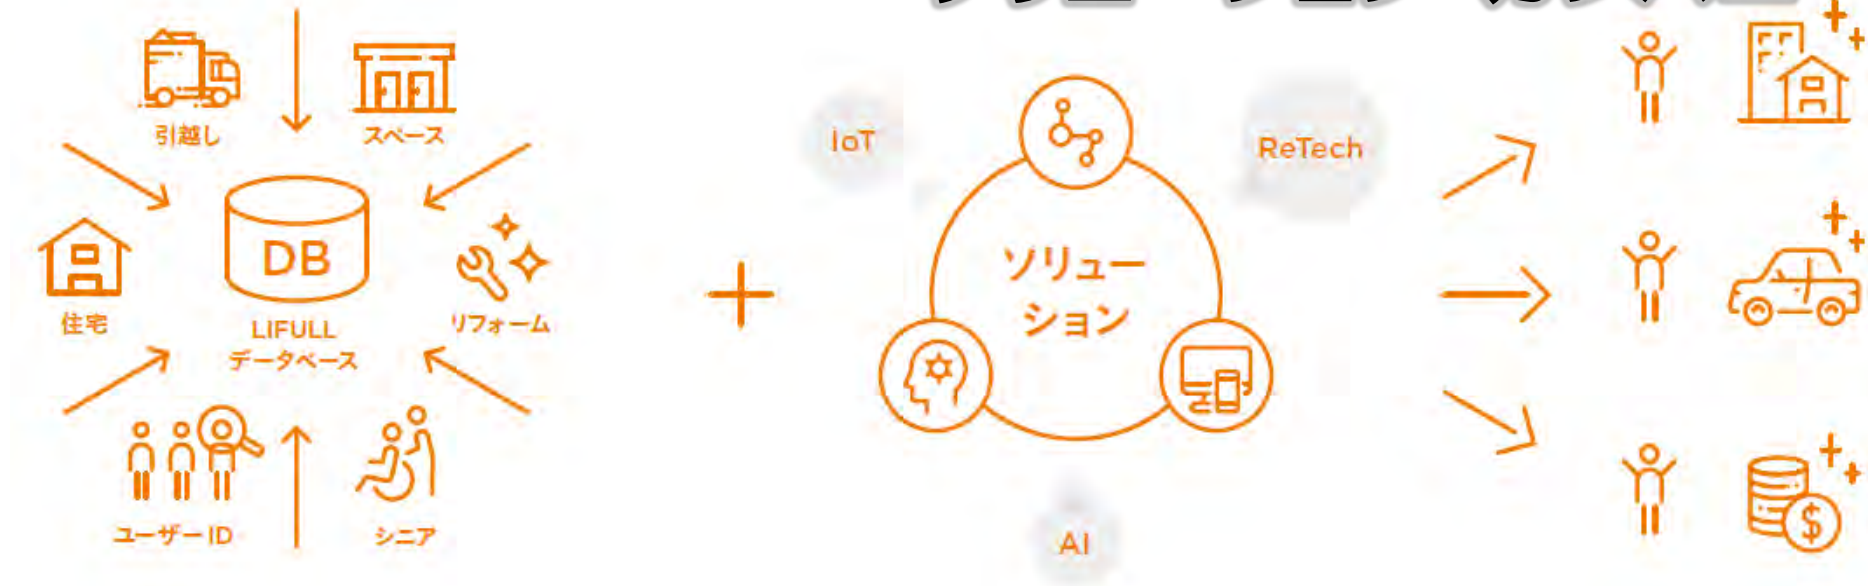 引越し
スペース
住宅
DB
LIFULL
データベース
リフォーム
ユーザーID
シニア
IoT
ReTech
ソリュー
ション
AI